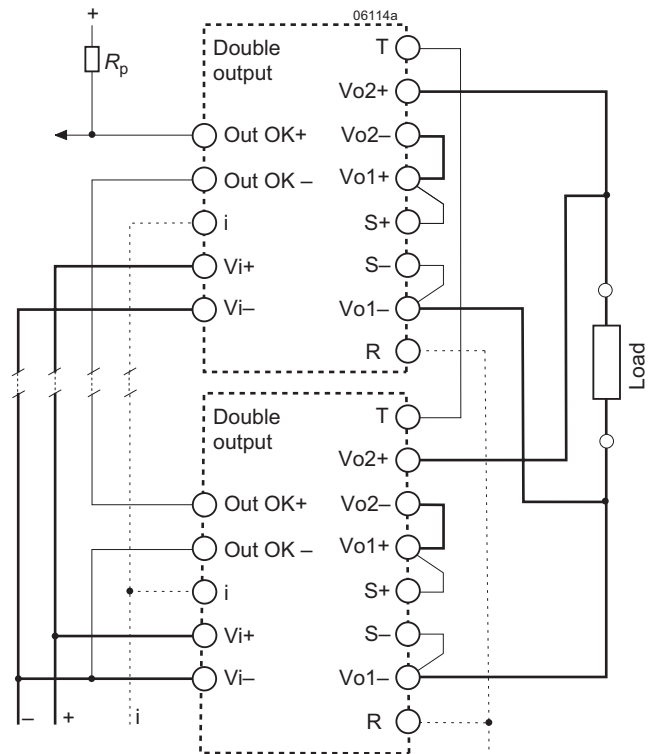 06114a
+
Rp
Double
output
T
Vo2+
Out OK+
Vo2–
Out OK –
Vo1+
i
S+
Vi+
S–
Vi–
Vo1–
R
Load
Double
output
T
Vo2+
Out OK+
Vo2–
Out OK –
Vo1+
i
S+
Vi+
S–
Vi–
Vo1–
R
– + i